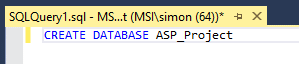 SQLQuery1.sql - MS...t (MSI\simon (64))*
CREATE DATABASE ASP_Project